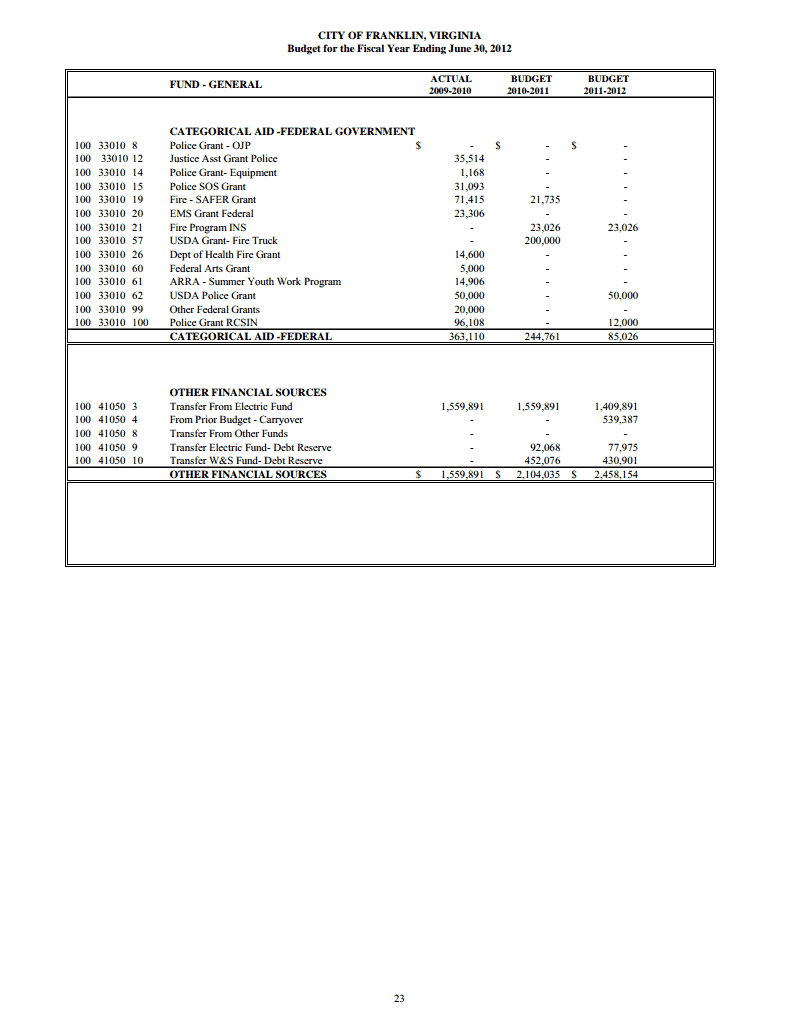 CITY OF FRANKLIN, VIRGINIA
Budget for the Fiscal Year Ending June 30, 2012
FUND - GENERAL ACTUAL 2009-2010 BUDGET 2010-2011 BUDGET 2011-2012
CATEGORICAL AID -FEDERAL GOVERNMENT
100 33010 8 Police Grant - OJP $ - $ - $ -
100 33010 12 Justice Asst Grant Police 35,514 - -
100 33010 14 Police Grant- Equipment 1,168 - -
100 33010 15 Police SOS Grant 31,093 - -
100 33010 19 Fire - SAFER Grant 71,415 21,735 -
100 33010 20 EMS Grant Federal 23,306 - -
100 33010 21 Fire Program INS - 23,026 23,026
100 33010 57 USDA Grant- Fire Truck - 200,000 -
100 33010 26 Dept of Health Fire Grant 14,600 - -
100 33010 60 Federal Arts Grant 5,000 - -
100 33010 61 ARRA - Summer Youth Work Program 14,906 - -
100 33010 62 USDA Police Grant 50,000 - 50,000
100 33010 99 Other Federal Grants 20,000 - -
100 33010 100 Police Grant RCSIN 96,108 - 12,000
CATEGORICAL AID -FEDERAL 363,110 244,761 85,026
OTHER FINANCIAL SOURCES
100 41050 3 Transfer From Electric Fund 1,559,891 1,559,891 1,409,891
100 41050 4 From Prior Budget - Carryover - - 539,387
100 41050 8 Transfer From Other Funds - - -
100 41050 9 Transfer Electric Fund- Debt Reserve - 92,068 77,975
100 41050 10 Transfer W&S Fund- Debt Reserve - 452,076 430,901
OTHER FINANCIAL SOURCES $ 1,559,891 $ 2,104,035 $ 2,458,154
23